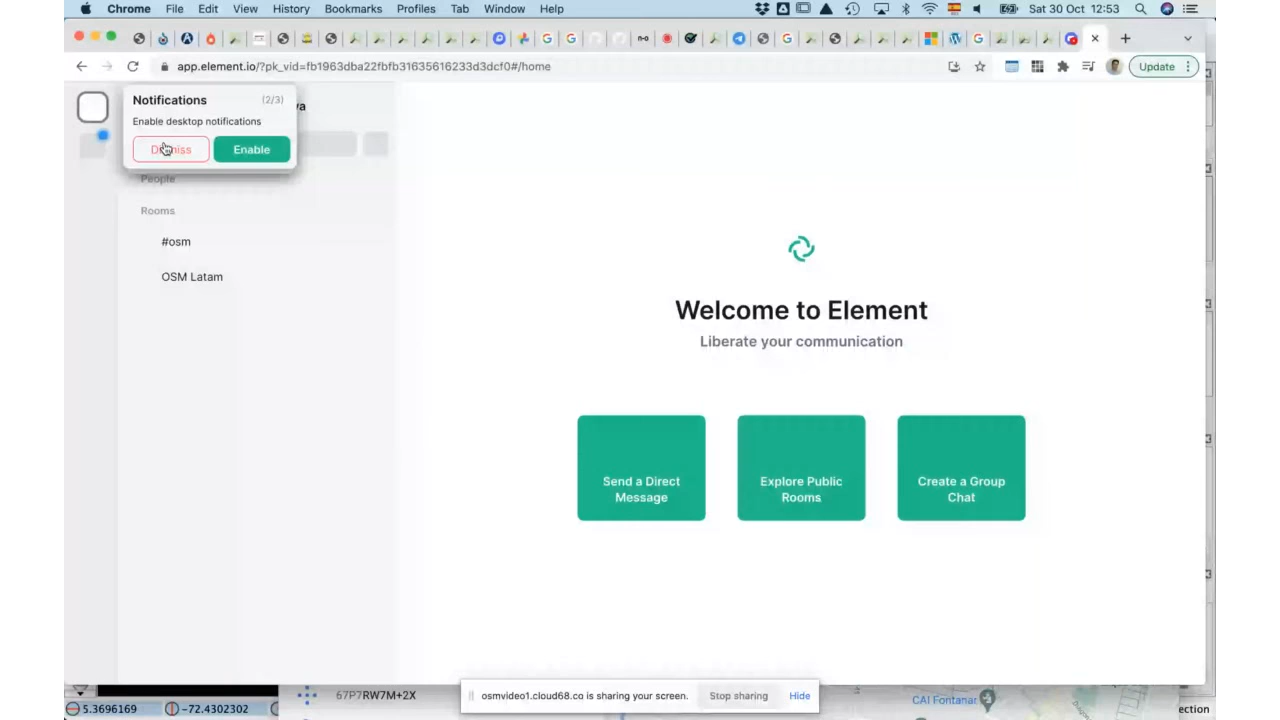 Chrome File Edit View History Bookmarks Profiles Tab Window Help Sat 30 Oct 12:53
app.element.io/?pk_vid=fb1963dba22fbfb31635616233d3dcf0#/home Update
Notifications (2/3)
Enable desktop notifications
Dismiss Enable
People
Rooms
#osm
OSM Latam
Welcome to Element
Liberate your communication
Send a Direct
Message
Explore Public
Rooms
Create a Group
Chat
osmvideo1.cloud68.co is sharing your screen. Stop sharing Hide
67P7RW7M+2X
CAI Fontanar
5.3696169 -72.4302302
ection